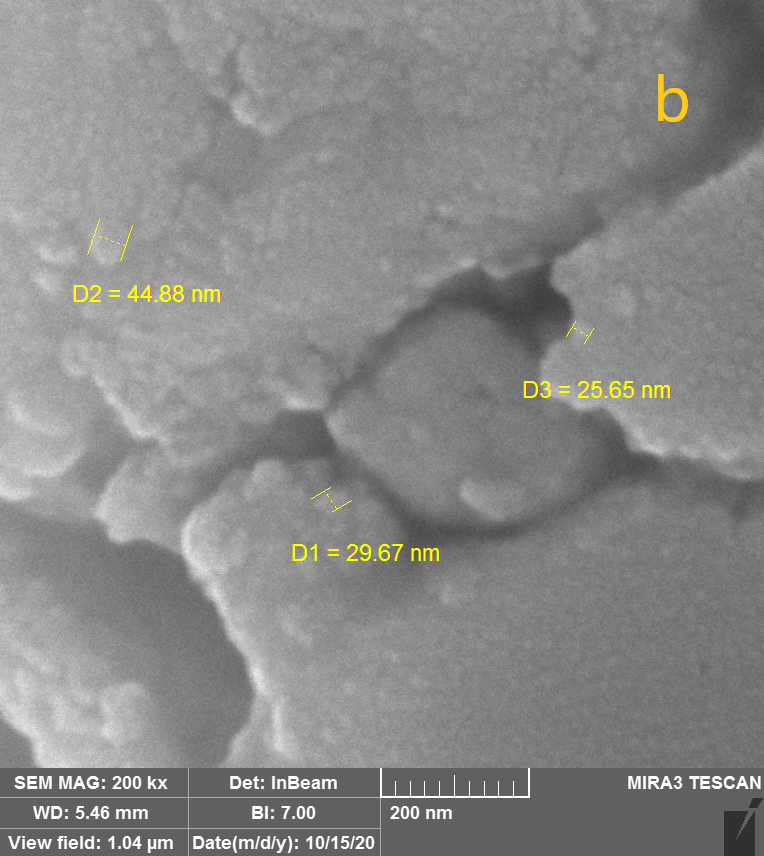 b
D2 = 44.88 nm
D3 = 25.65 nm
D1 = 29.67 nm
SEM MAG: 200 kx Det: InBeam MIRA3 TESCAN
WD: 5.46 mm BI: 7.00 200 nm
View field: 1.04 µm Date(m/d/y): 10/15/20